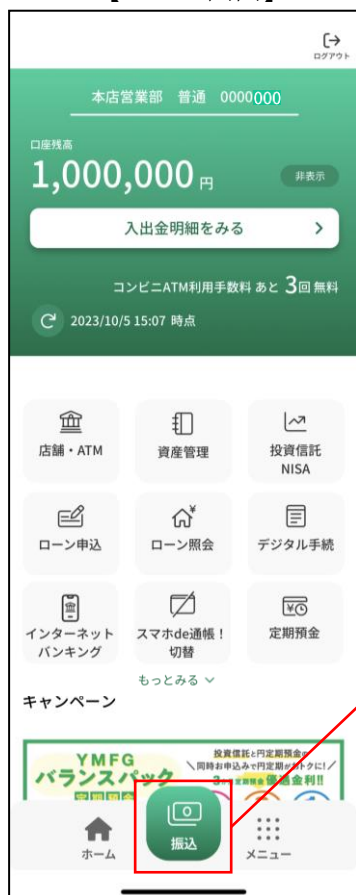 ログアウト
本店営業部 普通 0000000
口座残高
1,000,000 円
非表示
入出金明細をみる
コンビニATM利用手数料 あと 3回 無料
2023/10/5 15:07 時点
店舗・ATM
資産管理
投資信託
NISA
ローン申込
ローン照会
デジタル手続
インターネット
バンキング
スマホde通帳!
切替
定期預金
もっとみる
キャンペーン
YMFG
バランスパック
投資信託と円定期預金の
同時お申込みで円定期がおトクに!
優遇金利!!
ホーム
振込
メニュー